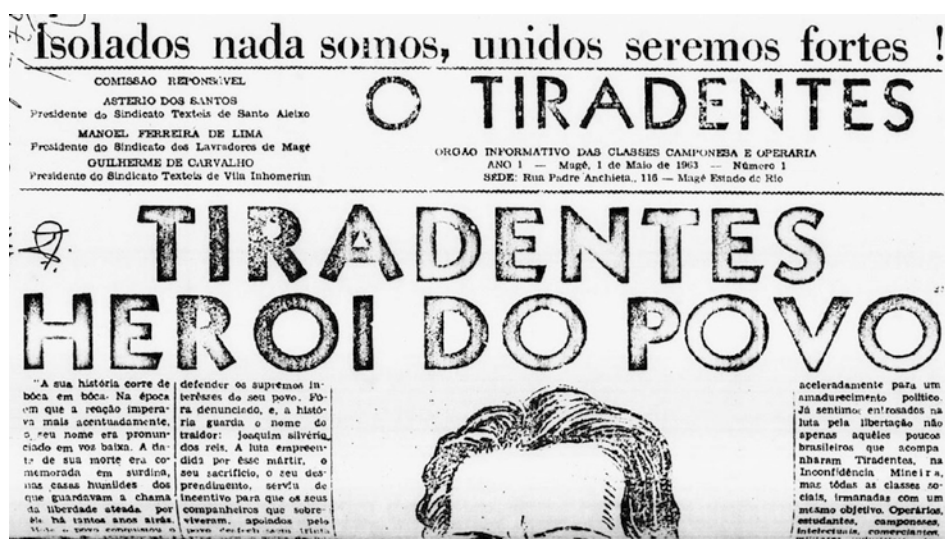 Isolados nada somos, unidos seremos fortes !
COMISSÃO REPONSÁVEL
ASTERIO DOS SANTOS
Presidente do Sindicato Texteis de Santo Aleixo
MANOEL FERREIRA DE LIMA
Presidente do Sindicato dos Lavradores de Magé
GUILHERME DE CARVALHO
Presidente do Sindicato Texteis de Vila Inhomerim
O TIRADENTES
ORGÃO INFORMATIVO DAS CLASSES CAMPONESA E OPERARIA
ANO 1 — Magé, 1 de Maio de 1963 — Número 1
SEDE: Rua Padre Anchieta,, 116 — Magé Estado do Rio
TIRADENTES
HEROI DO POVO
"A sua história corre de
bôca em bôca. Na época
em que a reação impera-
va mais acentuadamente,
o seu nome era pronun-
ciado em voz baixa. A da-
ta de sua morte era co-
memorada em surdina,
nas casas humildes dos
que guardavam a chama
da liberdade ateada por
êle há tantos anos atrás.
o povo
defender os supremos in-
terêsses do seu povo. Fô-
ra denunciado, e, a histó-
ria guarda o nome do
traidor: joaquim silvério
dos reis. A luta empreen-
dida por êsse mártir, o
seu sacrifício, o seu des-
prendimento, serviu de
incentivo para que os seus
companheiros que sobre-
viveram, apoiados pelo
povo
aceleradamente para um
amadurecimento político.
Já sentimos entrosados na
luta pela libertação não
apenas aquêles poucos
brasileiros que acompa
nharam Tiradentes, na
Inconfidência Mineira,
mas tôdas as classes so-
ciais, irmanadas com um
mesmo objetivo. Operários,
estudantes, camponeses,
intelectuais, comerciantes,